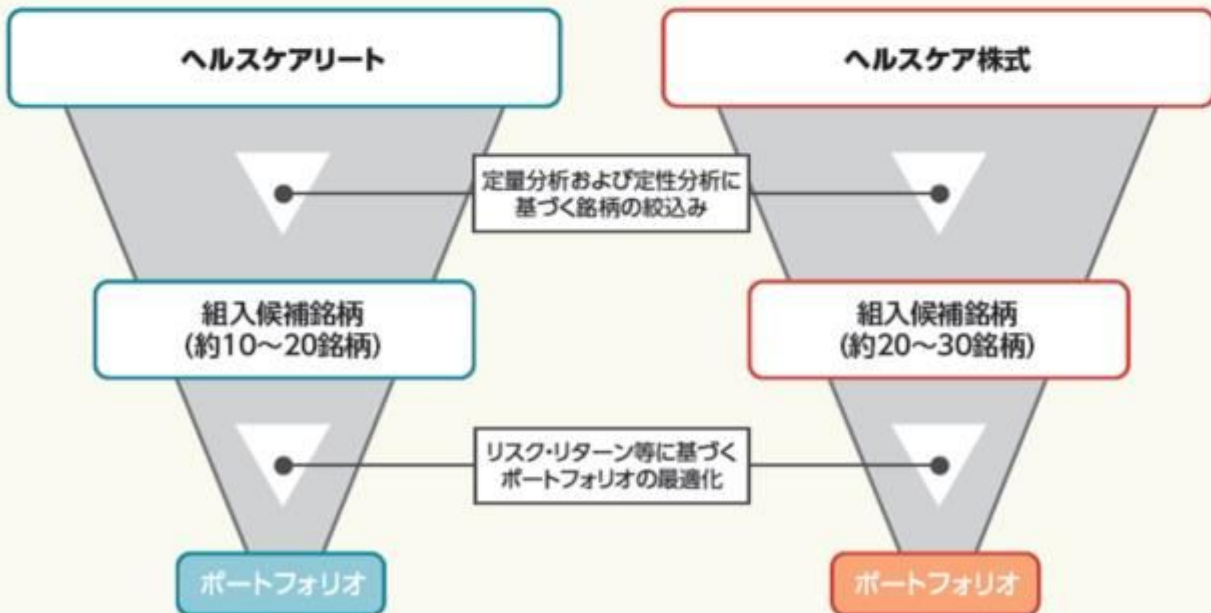 ヘルスケアリート
ヘルスケア株式
定量分析および定性分析に
基づく銘柄の絞込み
組入候補銘柄
(約10〜20銘柄)
組入候補銘柄
(約20〜30銘柄)
リスク・リターン等に基づく
ポートフォリオの最適化
ポートフォリオ
ポートフォリオ